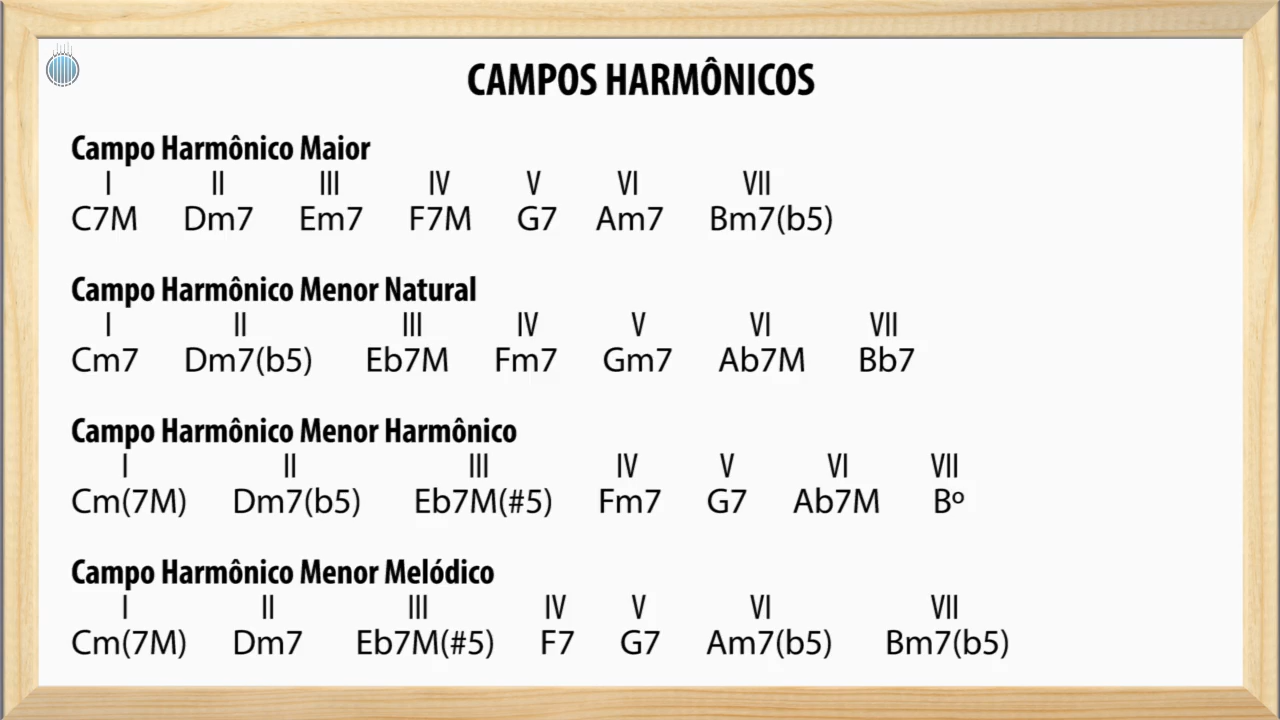 CAMPOS HARMÔNICOS
Campo Harmônico Maior
I II III IV V VI VII
C7M Dm7 Em7 F7M G7 Am7 Bm7(b5)
Campo Harmônico Menor Natural
I II III IV V VI VII
Cm7 Dm7(b5) Eb7M Fm7 Gm7 Ab7M Bb7
Campo Harmônico Menor Harmônico
I II III IV V VI VII
Cm(7M) Dm7(b5) Eb7M(#5) Fm7 G7 Ab7M Bº
Campo Harmônico Menor Melódico
I II III IV V VI VII
Cm(7M) Dm7 Eb7M(#5) F7 G7 Am7(b5) Bm7(b5)